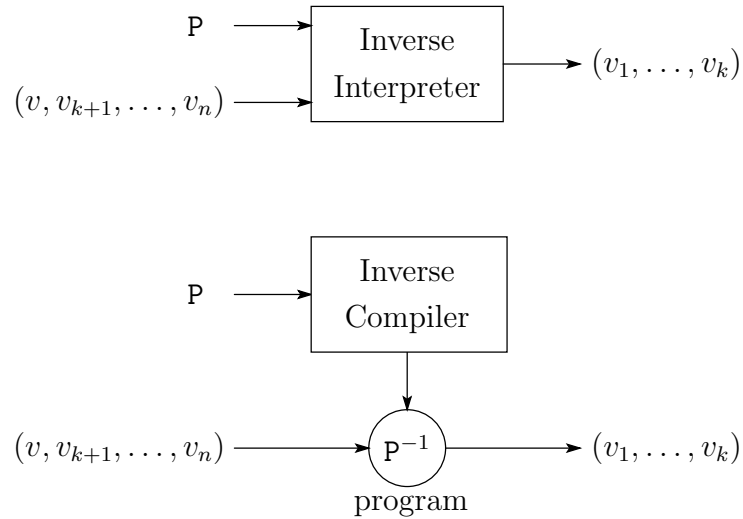 P
Inverse
Interpreter
(v, v_{k+1}, . . . , v_n)
(v_1, . . . , v_k)
P
Inverse
Compiler
(v, v_{k+1}, . . . , v_n)
P^{-1}
(v_1, . . . , v_k)
program